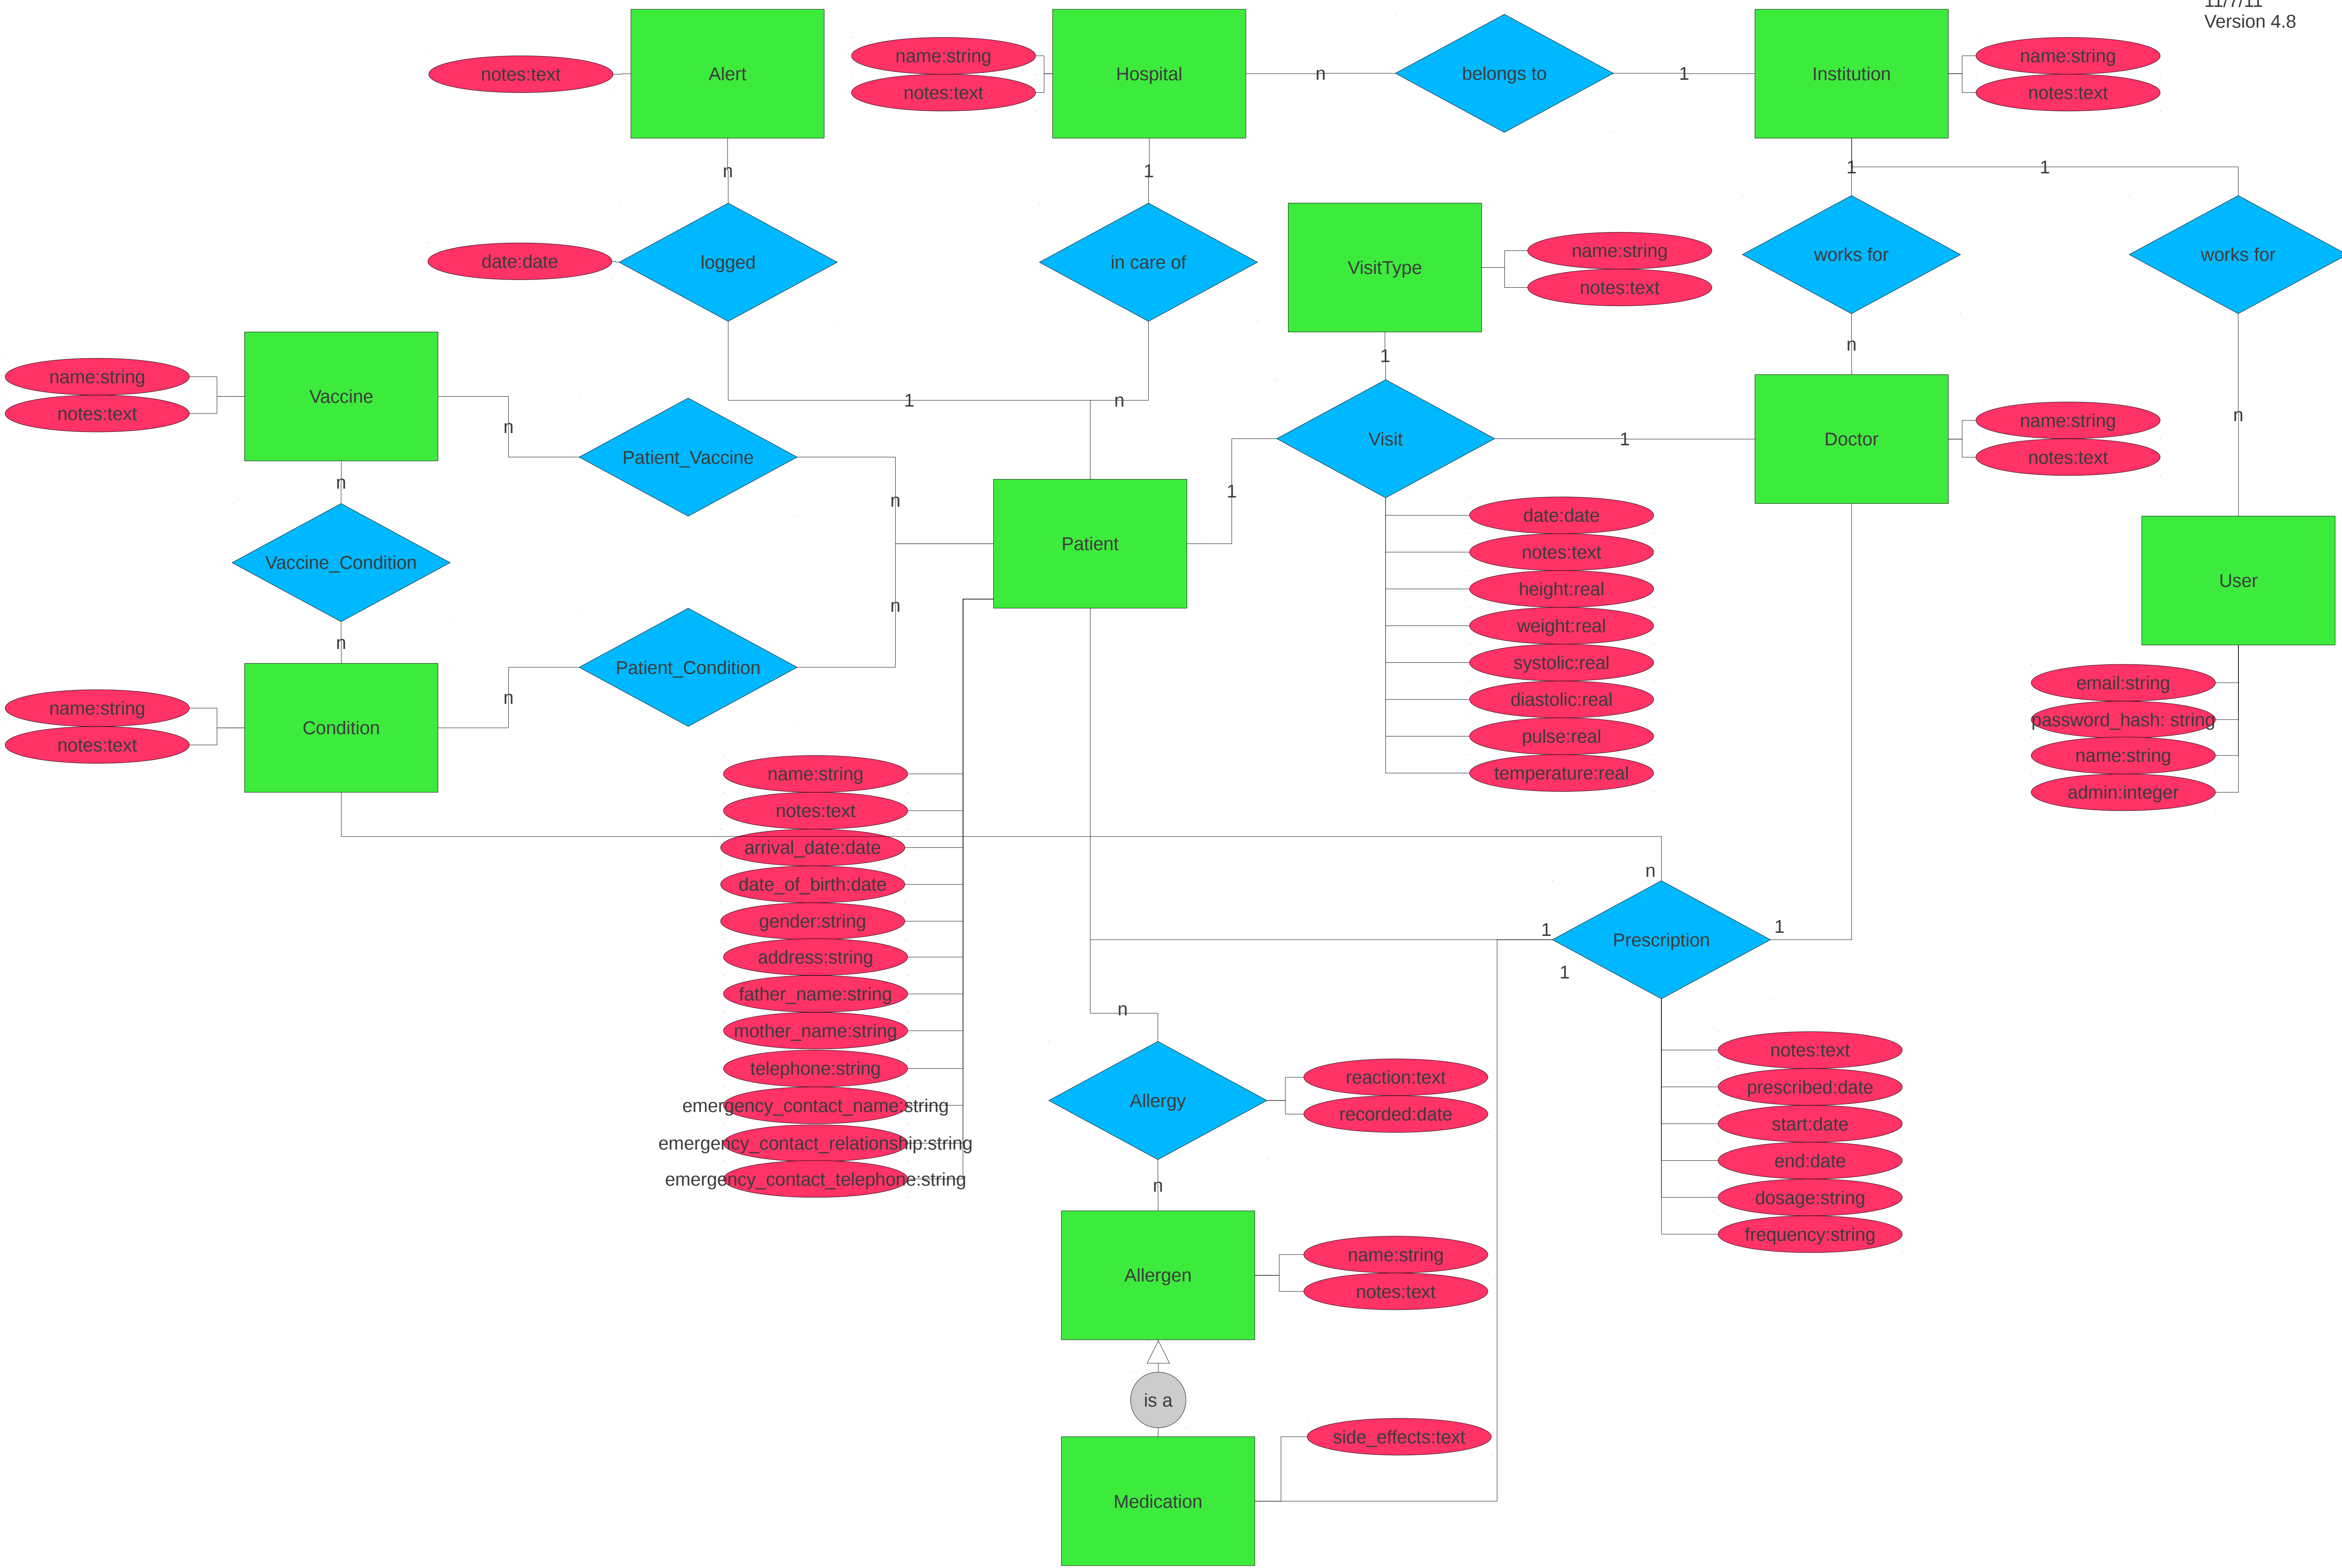 11/7/11
Version 4.8
notes:text
Alert
name:string
notes:text
Hospital
n
belongs to
1
Institution
name:string
notes:text
n
1
1
1
date:date
logged
in care of
VisitType
name:string
notes:text
works for
works for
1
n
1
n
n
name:string
notes:text
Vaccine
n
Patient_Vaccine
n
Visit
1
Doctor
name:string
notes:text
n
Vaccine_Condition
n
Patient
1
date:date
notes:text
height:real
weight:real
systolic:real
diastolic:real
pulse:real
temperature:real
User
n
Patient_Condition
n
n
name:string
notes:text
Condition
email:string
password_hash: string
name:string
admin:integer
name:string
notes:text
arrival_date:date
date_of_birth:date
gender:string
address:string
father_name:string
mother_name:string
telephone:string
emergency_contact_name:string
emergency_contact_relationship:string
emergency_contact_telephone:string
n
1
Prescription
1
1
n
Allergy
reaction:text
recorded:date
notes:text
prescribed:date
start:date
end:date
dosage:string
frequency:string
n
Allergen
name:string
notes:text
is a
Medication
side_effects:text